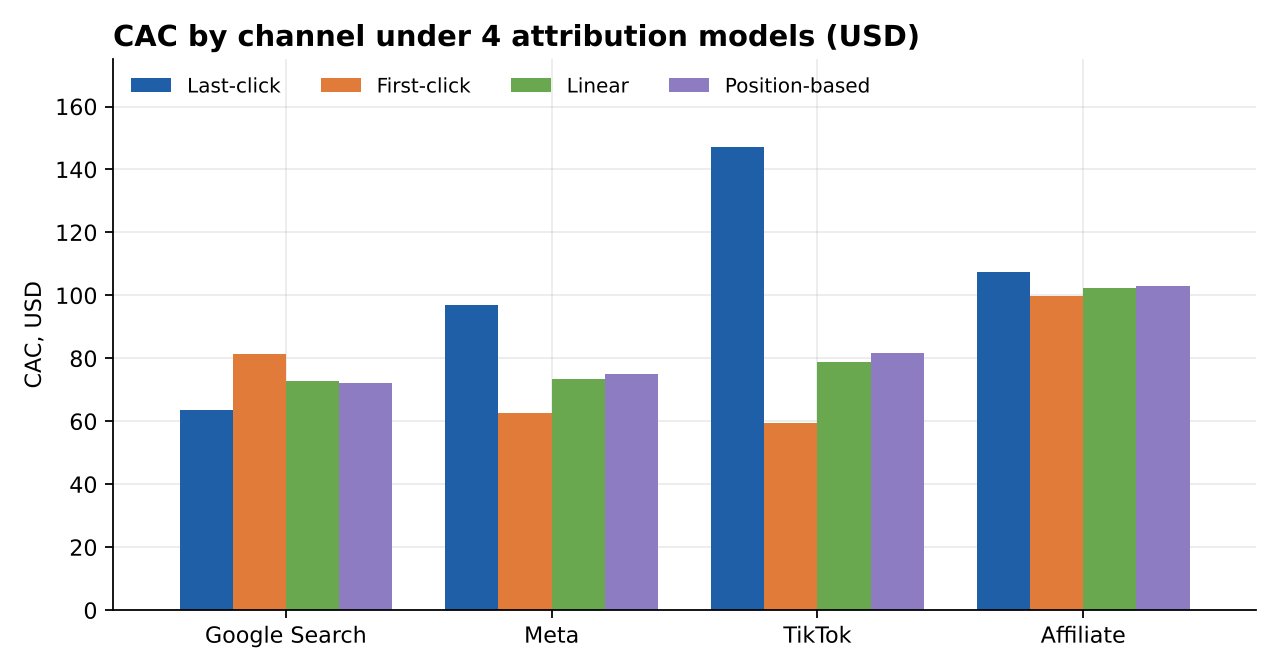 CAC by channel under 4 attribution models (USD)
Last-click First-click Linear Position-based
CAC, USD
160
140
120
100
80
60
40
20
0
Google Search Meta TikTok Affiliate